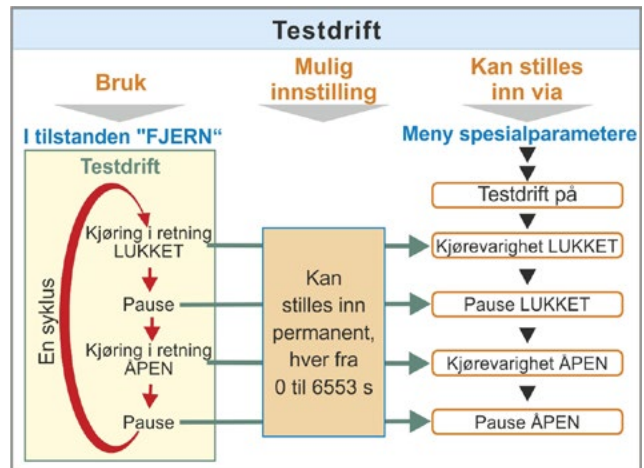 Testdrift
Bruk
Mulig
innstilling
Kan stilles
inn via
I tilstanden "FJERN“
Meny spesialparametere
Testdrift
En syklus
Kjøring i retning
LUKKET
Pause
Kjøring i retning
ÅPEN
Pause
Kan
stilles inn
permanent,
hver fra
0 til 6553 s
Testdrift på
Kjørevarighet LUKKET
Pause LUKKET
Kjørevarighet ÅPEN
Pause ÅPEN